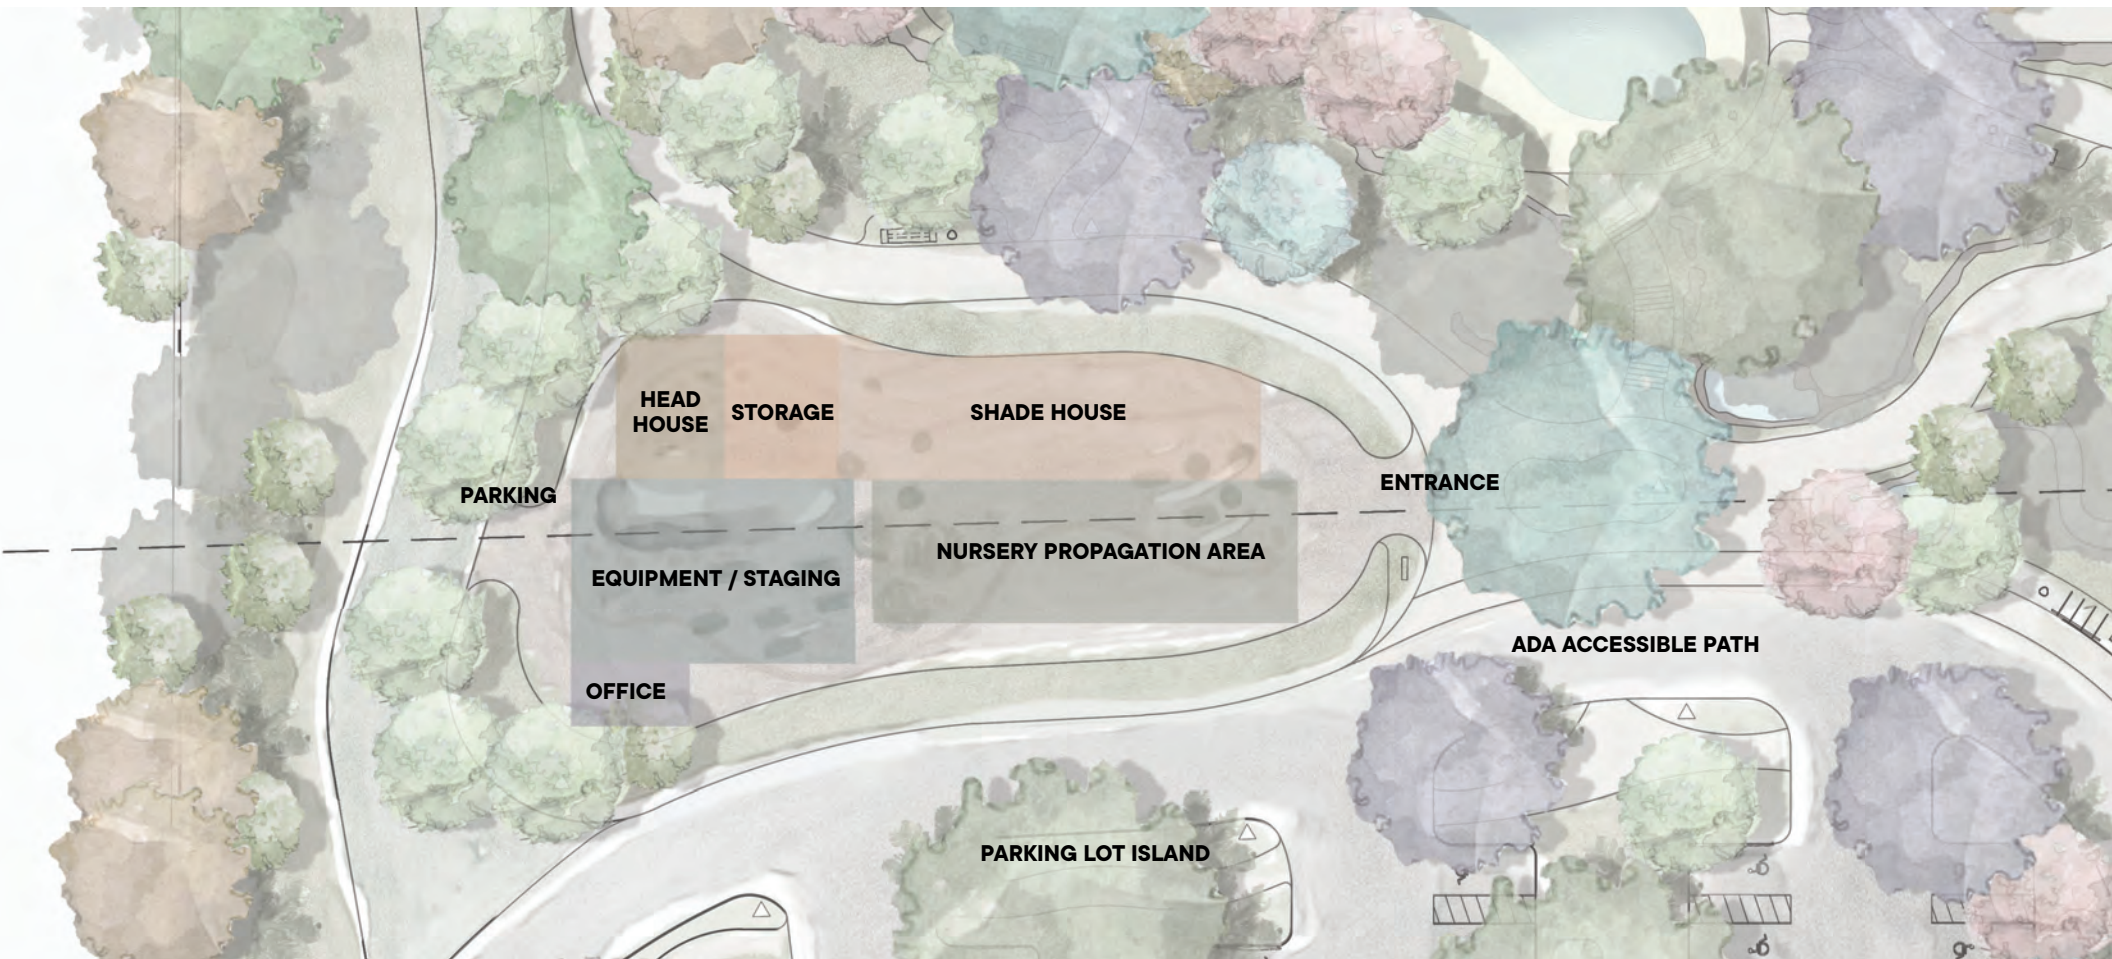 HEAD
HOUSE
STORAGE
SHADE HOUSE
PARKING
ENTRANCE
NURSERY PROPAGATION AREA
EQUIPMENT / STAGING
ADA ACCESSIBLE PATH
OFFICE
PARKING LOT ISLAND